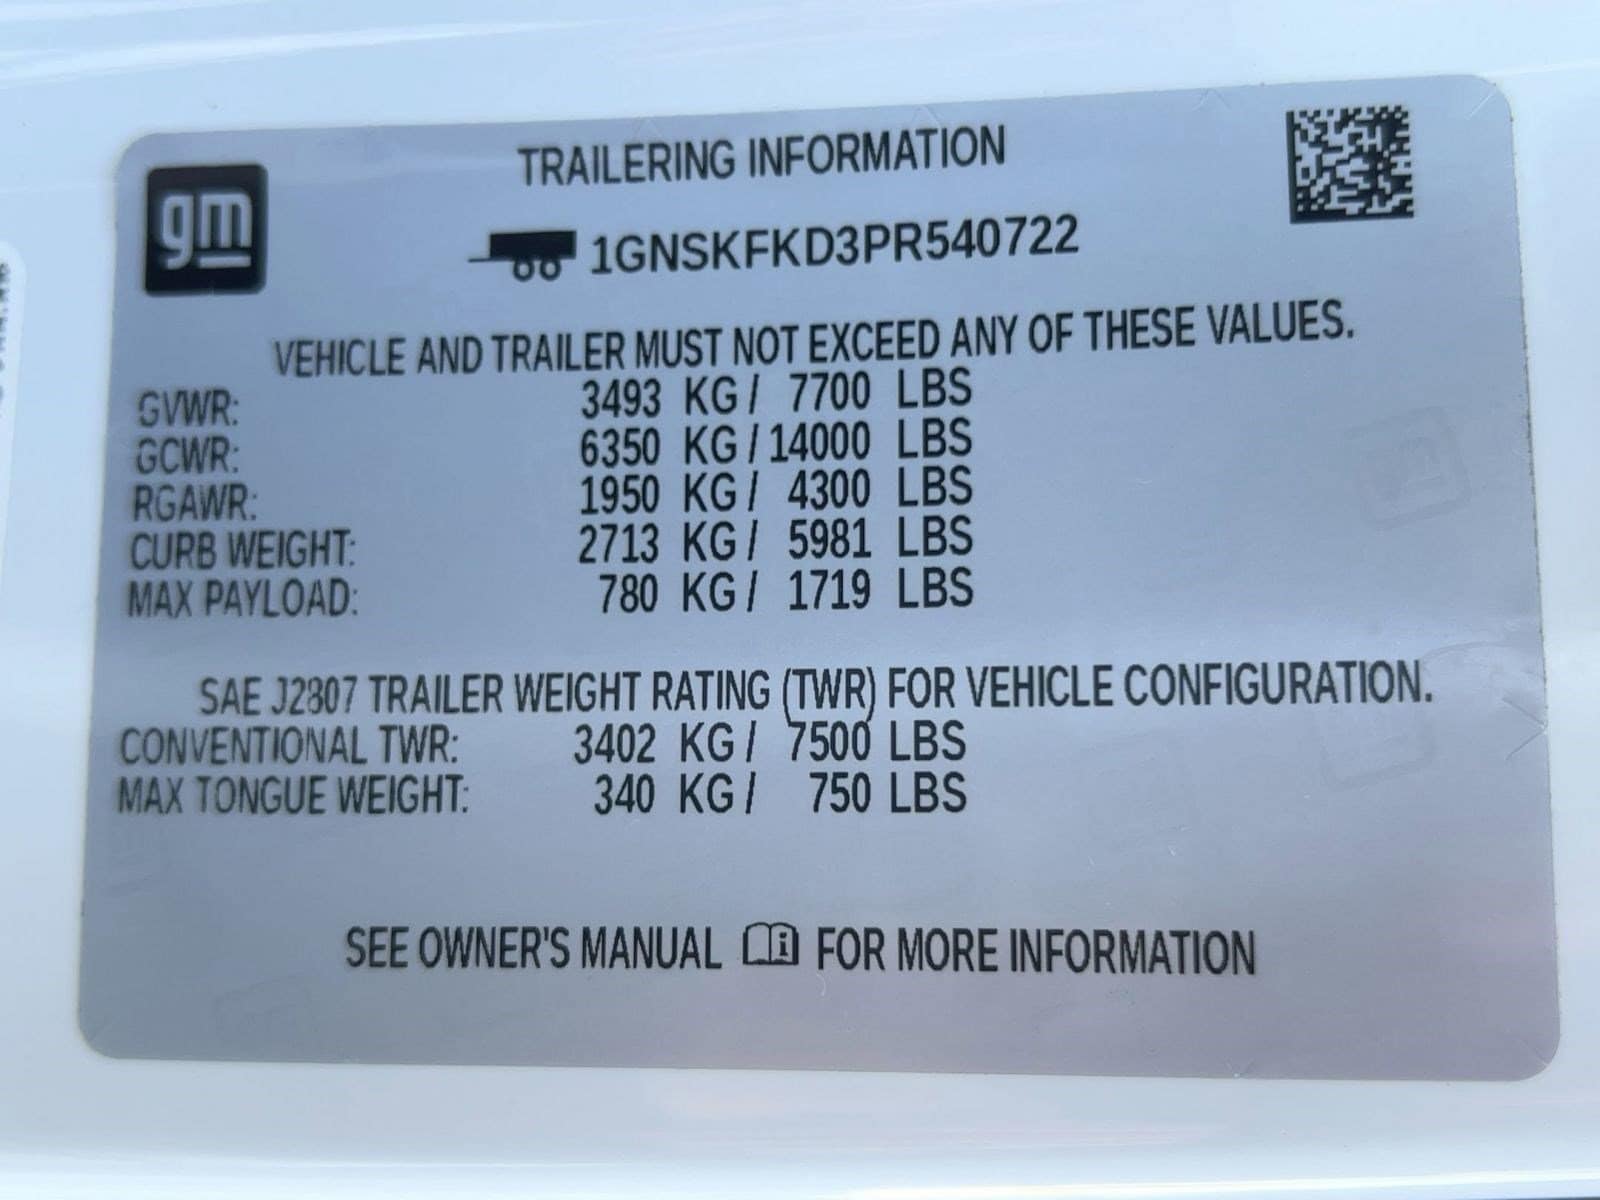 gm
TRAILERING INFORMATION
1GNSKFKD3PR540722
VEHICLE AND TRAILER MUST NOT EXCEED ANY OF THESE VALUES.
GVWR: 3493 KG / 7700 LBS
GCWR: 6350 KG / 14000 LBS
RGAWR: 1950 KG / 4300 LBS
CURB WEIGHT: 2713 KG / 5981 LBS
MAX PAYLOAD: 780 KG / 1719 LBS
SAE J2807 TRAILER WEIGHT RATING (TWR) FOR VEHICLE CONFIGURATION.
CONVENTIONAL TWR: 3402 KG / 7500 LBS
MAX TONGUE WEIGHT: 340 KG / 750 LBS
SEE OWNER'S MANUAL i FOR MORE INFORMATION